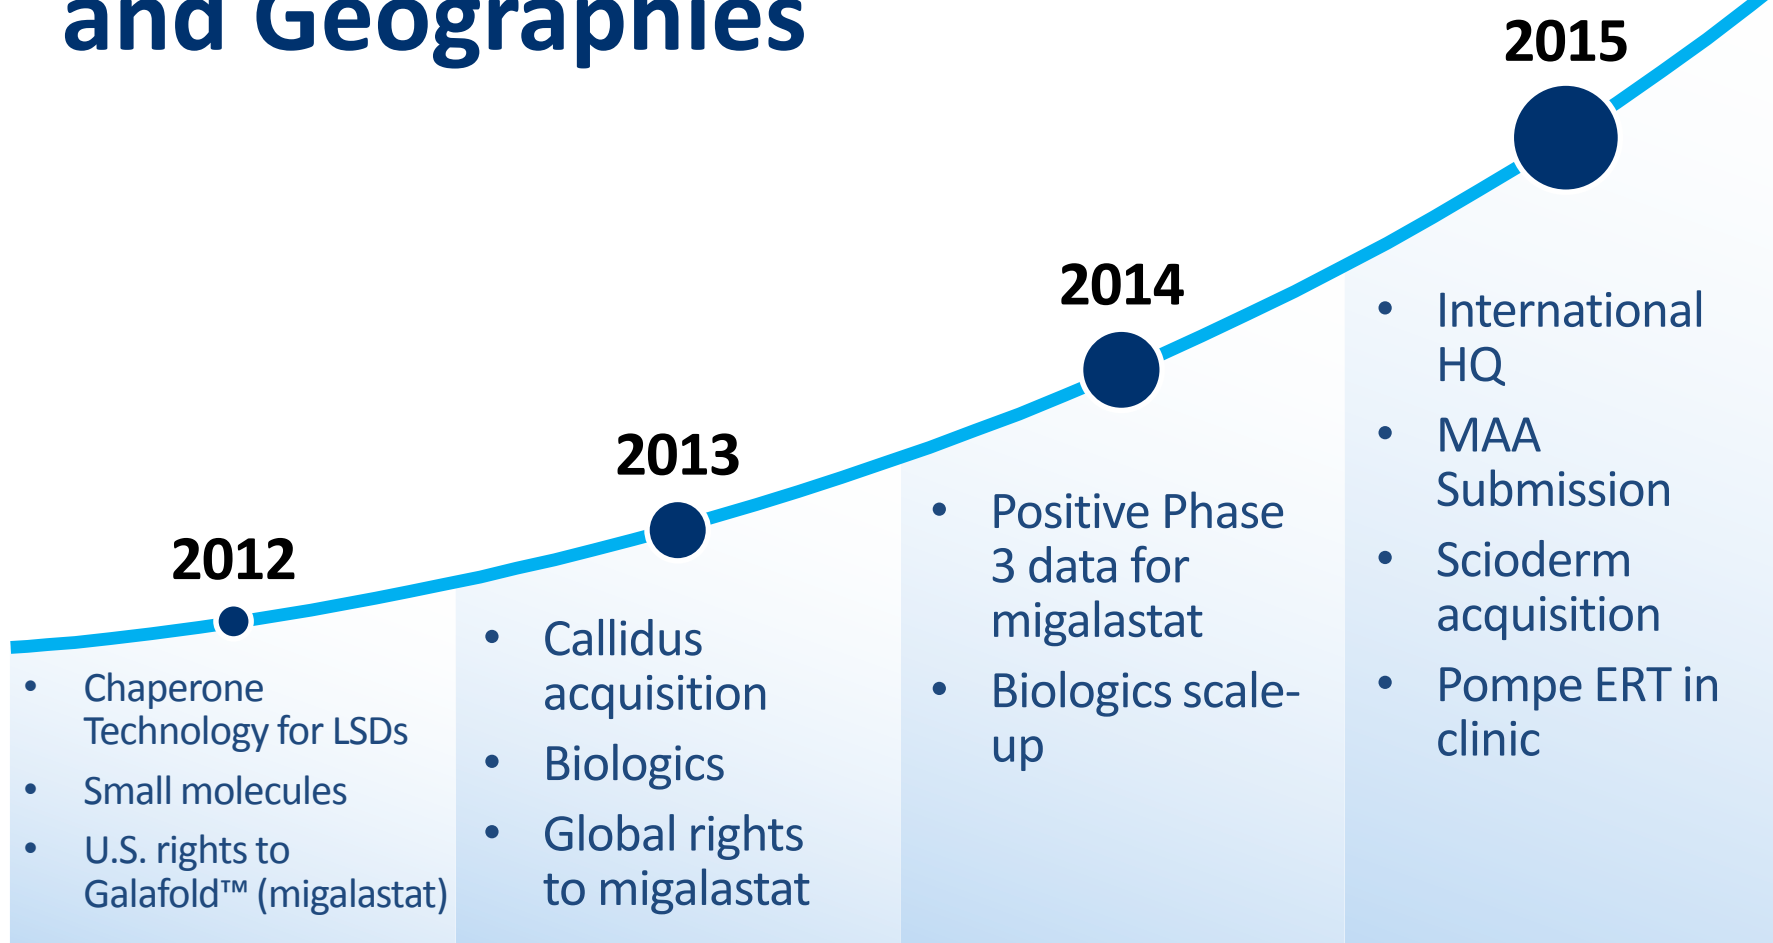 and Geographies
2015
2014
2013
2012
• Chaperone
Technology for LSDs
• Small molecules
• U.S. rights to
Galafold™ (migalastat)
• Callidus
acquisition
• Biologics
• Global rights
to migalastat
• Positive Phase
3 data for
migalastat
• Biologics scale-
up
• International
HQ
• MAA
Submission
• Scioderm
acquisition
• Pompe ERT in
clinic